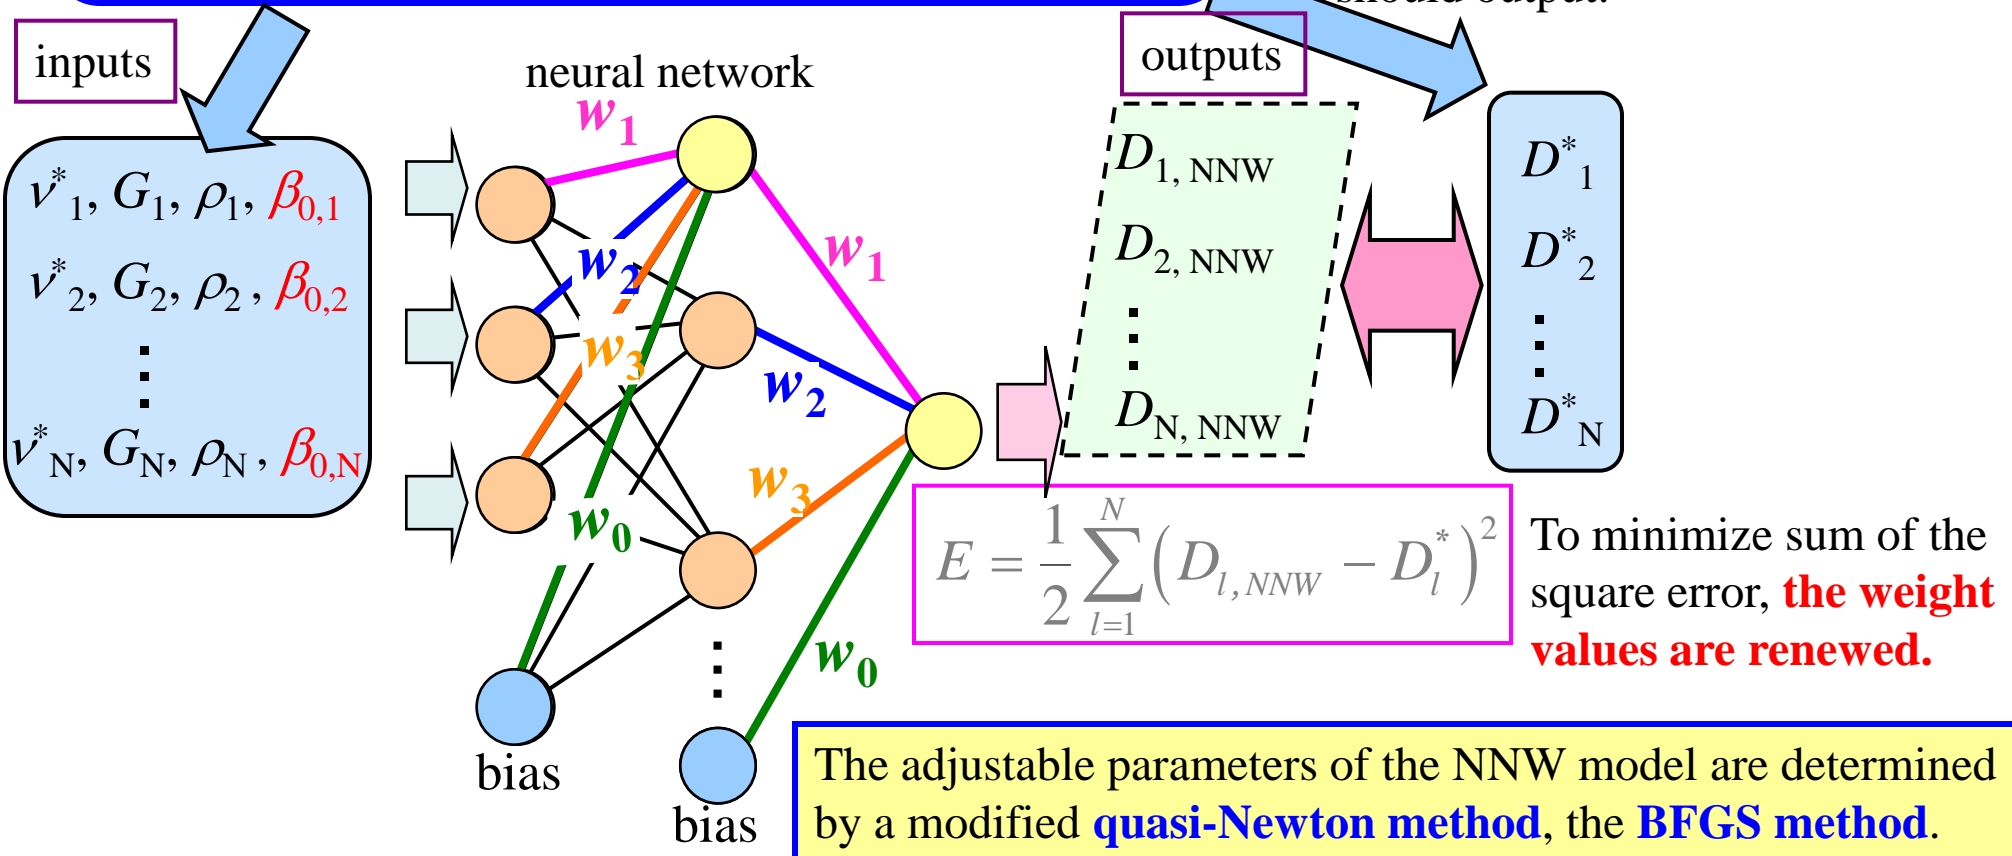 should output.
inputs
neural network
outputs
w1
ν*1, G1, ρ1, β0,1
ν*2, G2, ρ2 , β0,2
⋮
ν*N, GN, ρN , β0,N
w2
w3
w0
w1
w2
w3
w0
bias
bias
D1, NNW
D2, NNW
⋮
DN, NNW
D*1
D*2
⋮
D*N
E = 1/2 ∑_{l=1}^{N} (D_{l,NNW} − D_l^*)^2
To minimize sum of the
square error, the weight
values are renewed.
The adjustable parameters of the NNW model are determined
by a modified quasi-Newton method, the BFGS method.